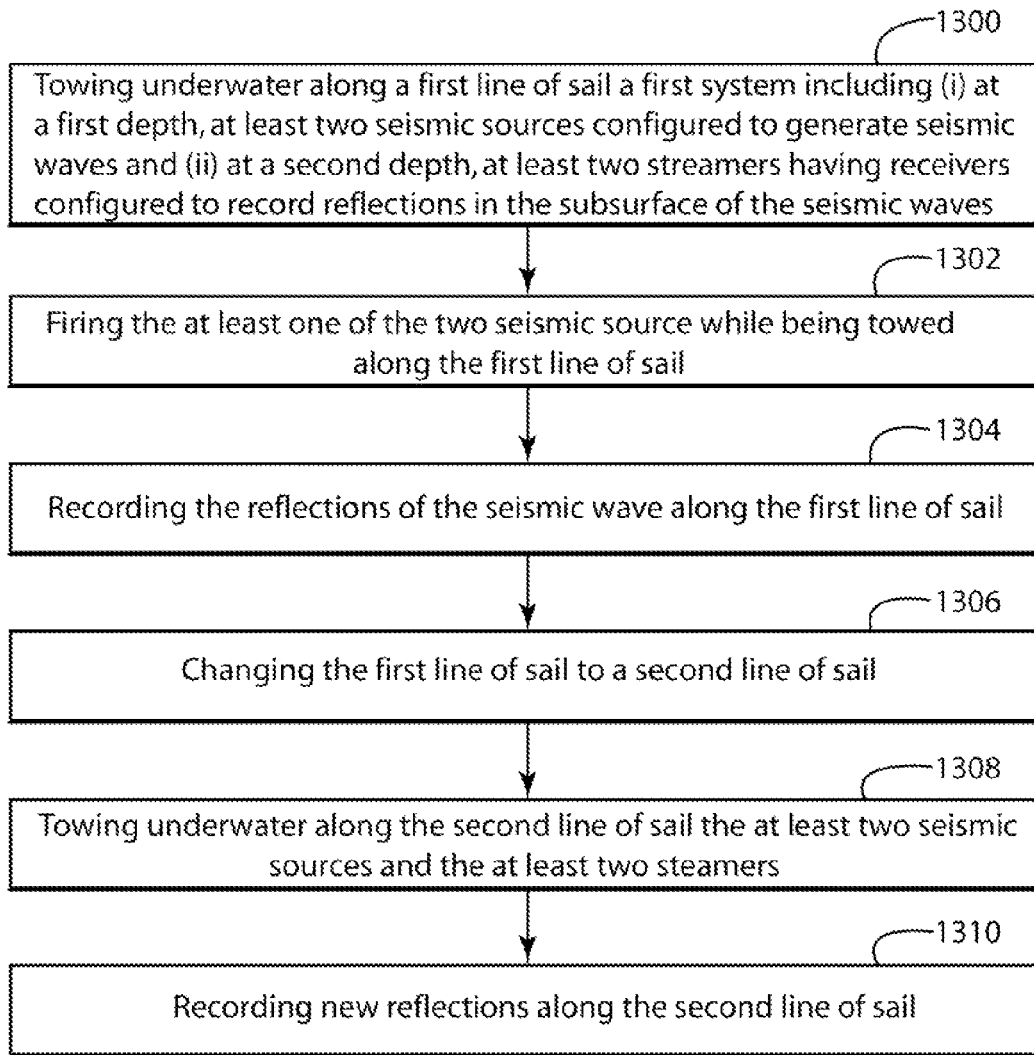 1300
Towing underwater along a first line of sail a first system including (i) at
a first depth, at least two seismic sources configured to generate seismic
waves and (ii) at a second depth, at least two streamers having receivers
configured to record reflections in the subsurface of the seismic waves
1302
Firing the at least one of the two seismic source while being towed
along the first line of sail
1304
Recording the reflections of the seismic wave along the first line of sail
1306
Changing the first line of sail to a second line of sail
1308
Towing underwater along the second line of sail the at least two seismic
sources and the at least two steamers
1310
Recording new reflections along the second line of sail